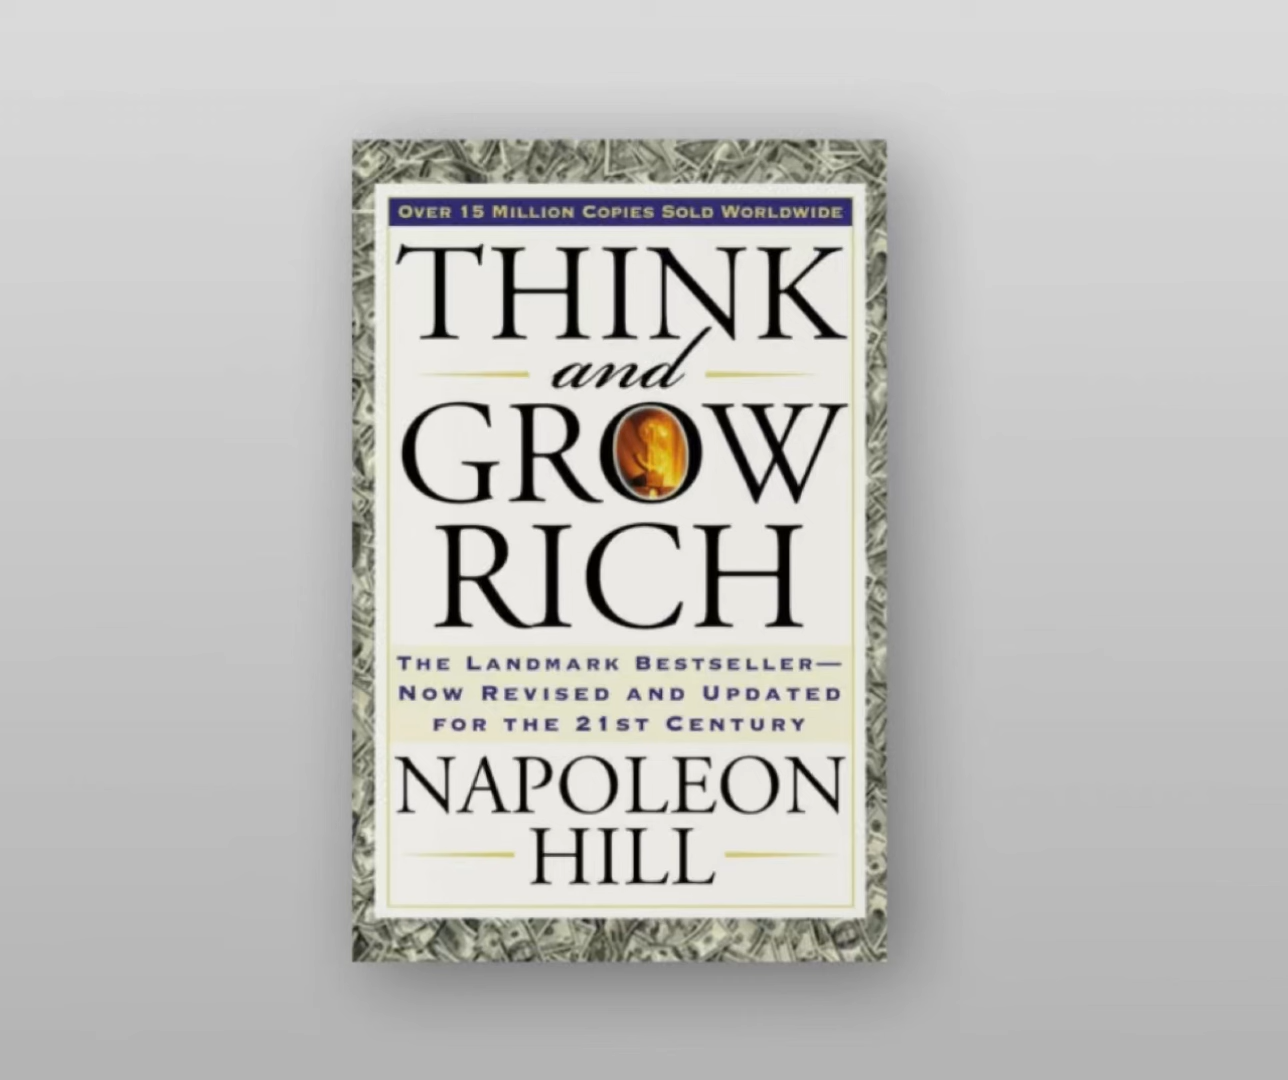 OVER 15 MILLION COPIES SOLD WORLDWIDE
THINK
and
GROW
RICH
THE LANDMARK BESTSELLER—
NOW REVISED AND UPDATED
FOR THE 21ST CENTURY
NAPOLEON
HILL